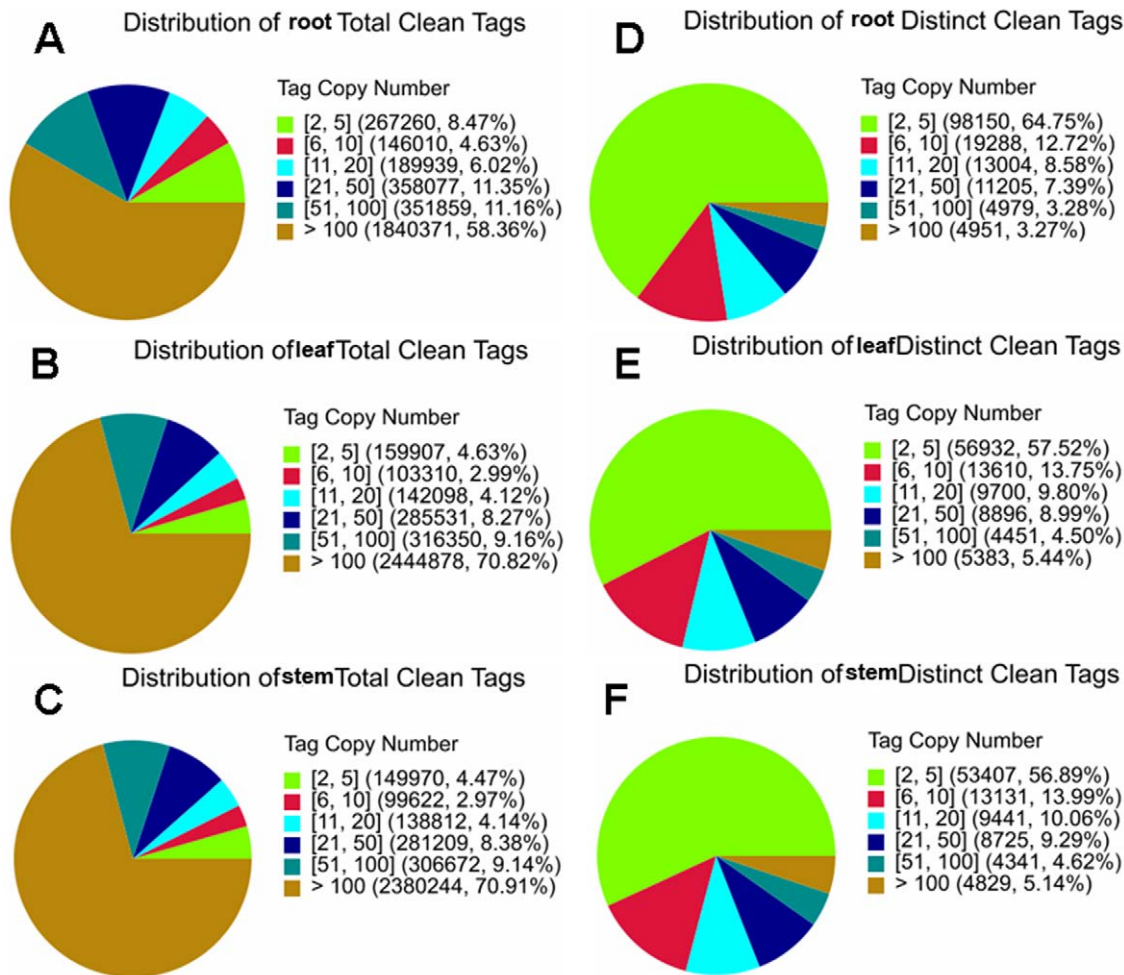 A
Distribution of root Total Clean Tags
Tag Copy Number
[2, 5] (267260, 8.47%)
[6, 10] (146010, 4.63%)
[11, 20] (189939, 6.02%)
[21, 50] (358077, 11.35%)
[51, 100] (351859, 11.16%)
> 100 (1840371, 58.36%)
D
Distribution of root Distinct Clean Tags
Tag Copy Number
[2, 5] (98150, 64.75%)
[6, 10] (19288, 12.72%)
[11, 20] (13004, 8.58%)
[21, 50] (11205, 7.39%)
[51, 100] (4979, 3.28%)
> 100 (4951, 3.27%)
B
Distribution of leaf Total Clean Tags
Tag Copy Number
[2, 5] (159907, 4.63%)
[6, 10] (103310, 2.99%)
[11, 20] (142098, 4.12%)
[21, 50] (285531, 8.27%)
[51, 100] (316350, 9.16%)
> 100 (2444878, 70.82%)
E
Distribution of leaf Distinct Clean Tags
Tag Copy Number
[2, 5] (56932, 57.52%)
[6, 10] (13610, 13.75%)
[11, 20] (9700, 9.80%)
[21, 50] (8896, 8.99%)
[51, 100] (4451, 4.50%)
> 100 (5383, 5.44%)
C
Distribution of stem Total Clean Tags
Tag Copy Number
[2, 5] (149970, 4.47%)
[6, 10] (99622, 2.97%)
[11, 20] (138812, 4.14%)
[21, 50] (281209, 8.38%)
[51, 100] (306672, 9.14%)
> 100 (2380244, 70.91%)
F
Distribution of stem Distinct Clean Tags
Tag Copy Number
[2, 5] (53407, 56.89%)
[6, 10] (13131, 13.99%)
[11, 20] (9441, 10.06%)
[21, 50] (8725, 9.29%)
[51, 100] (4341, 4.62%)
> 100 (4829, 5.14%)